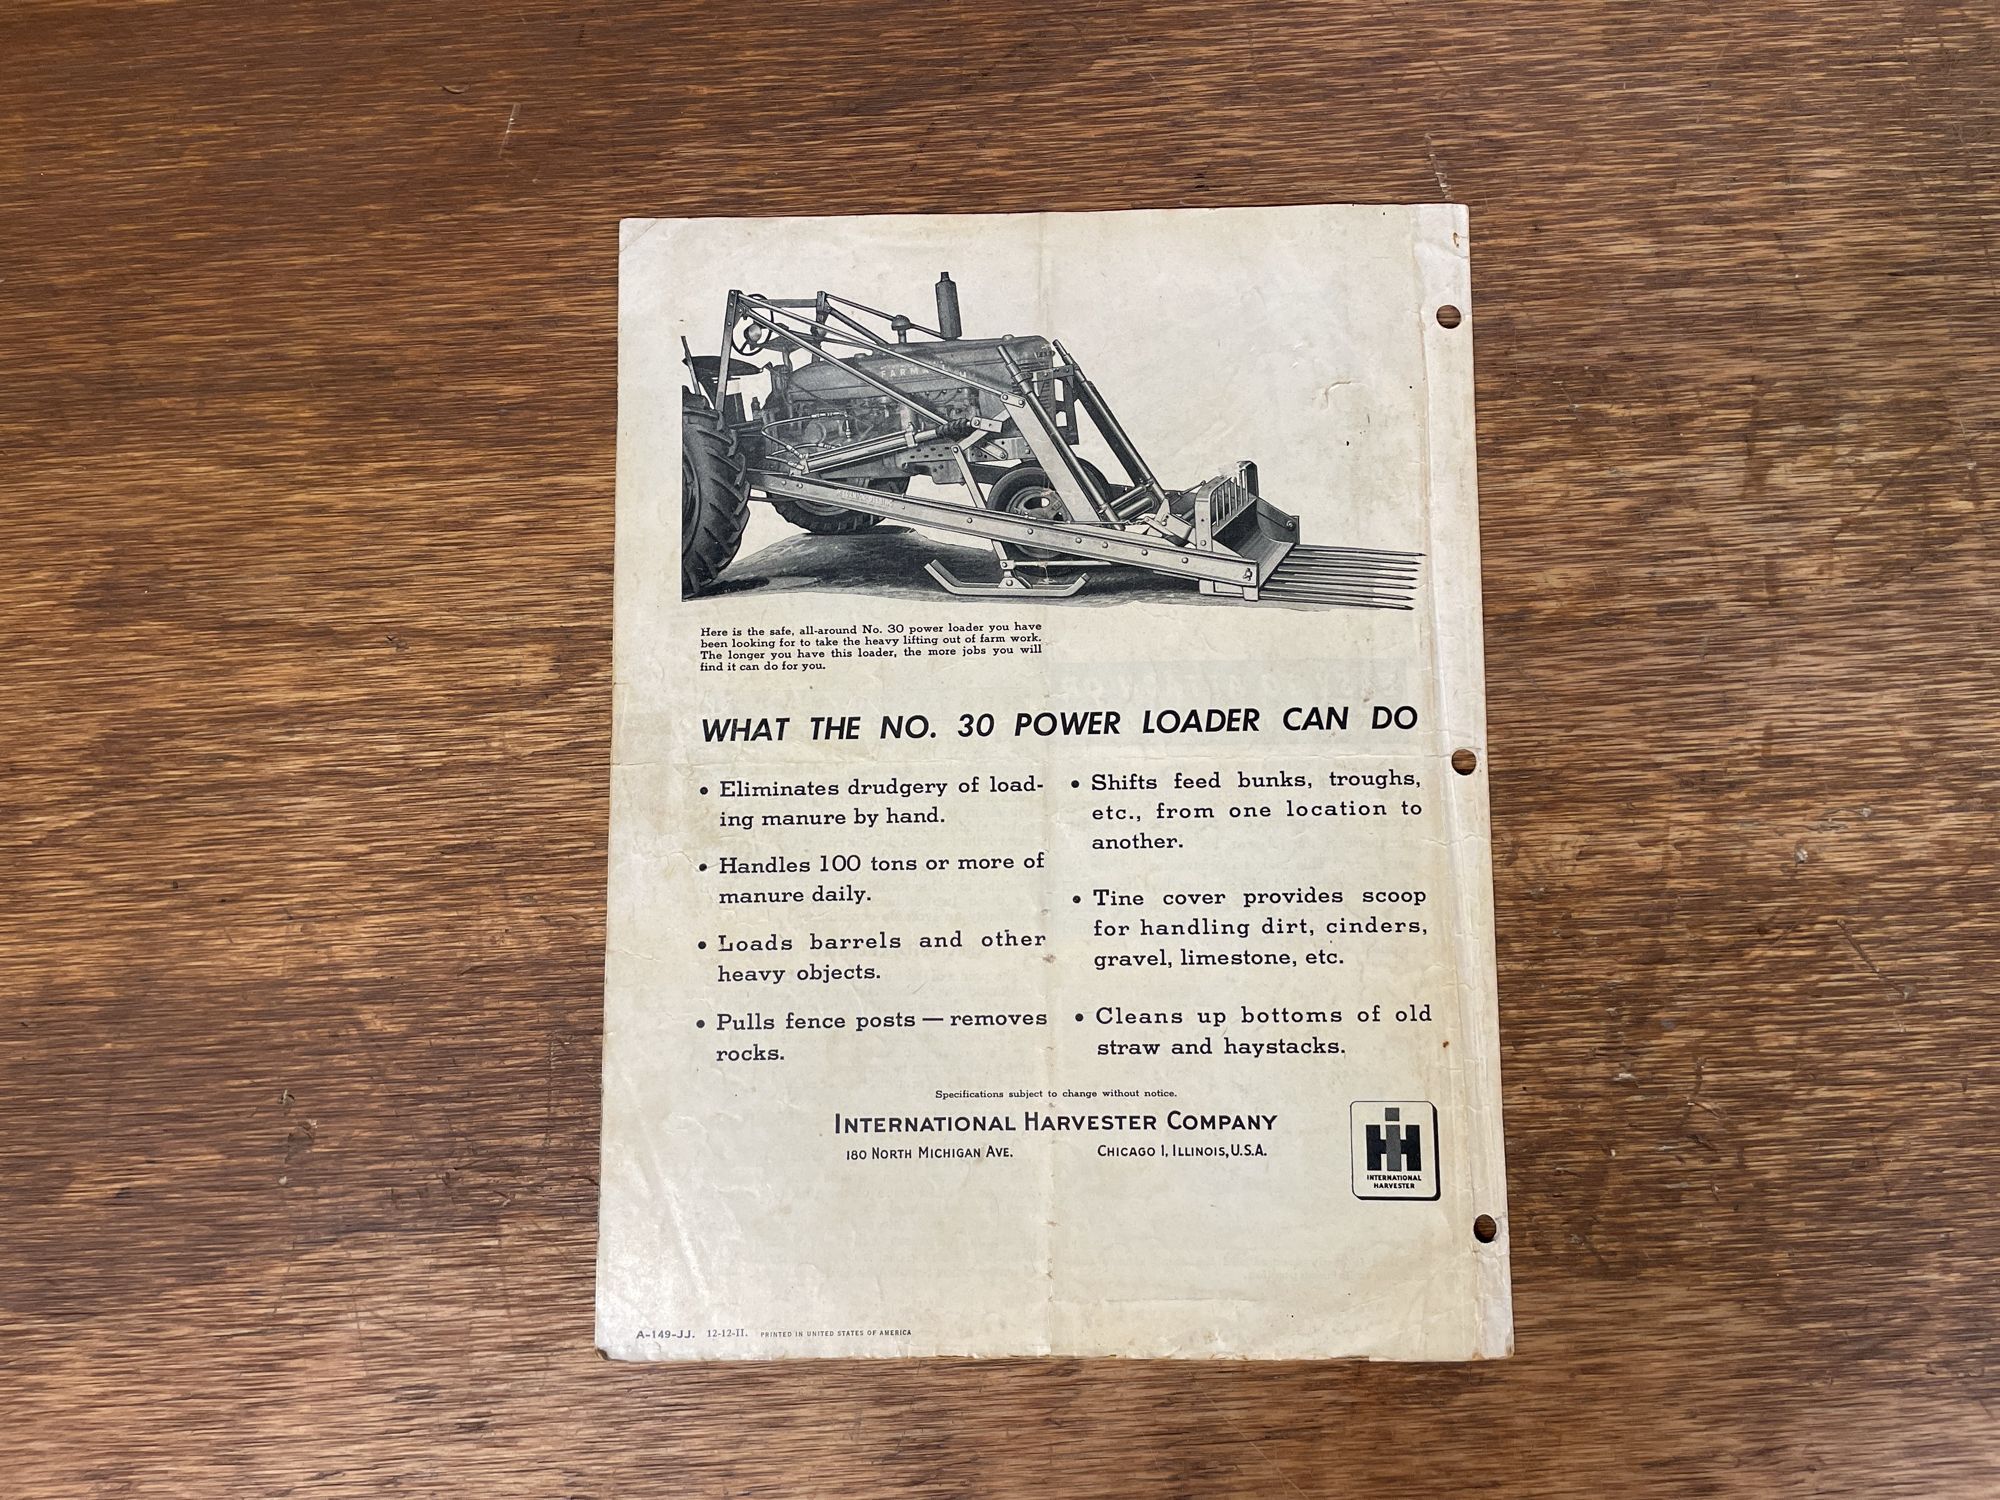 FARMALL H
Here is the safe, all-around No. 30 power loader you have
been looking for to take the heavy lifting out of farm work.
The longer you have this loader, the more jobs you will
find it can do for you.
WHAT THE NO. 30 POWER LOADER CAN DO
• Eliminates drudgery of load-
ing manure by hand.
• Handles 100 tons or more of
manure daily.
• Loads barrels and other
heavy objects.
• Pulls fence posts — removes
rocks.
• Shifts feed bunks, troughs,
etc., from one location to
another.
• Tine cover provides scoop
for handling dirt, cinders,
gravel, limestone, etc.
• Cleans up bottoms of old
straw and haystacks.
Specifications subject to change without notice.
INTERNATIONAL HARVESTER COMPANY
180 NORTH MICHIGAN AVE. CHICAGO 1, ILLINOIS, U.S.A.
IH
INTERNATIONAL
HARVESTER
A-149-JJ. 12-12-II. PRINTED IN UNITED STATES OF AMERICA